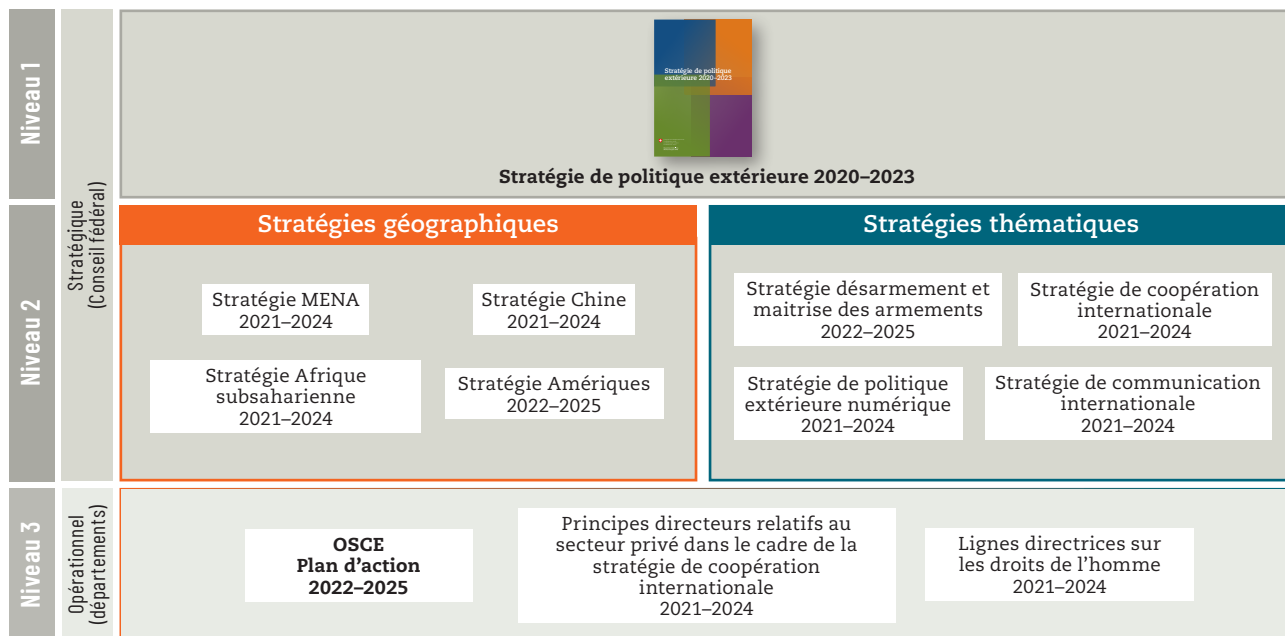 Niveau 1
Stratégique
(Conseil fédéral)
Stratégie de politique
extérieure 2020–2023
Stratégie de politique extérieure 2020–2023
Niveau 2
Stratégies géographiques
Stratégie MENA
2021–2024
Stratégie Chine
2021–2024
Stratégie Afrique
subsaharienne
2021–2024
Stratégie Amériques
2022–2025
Stratégies thématiques
Stratégie désarmement et
maitrise des armements
2022–2025
Stratégie de coopération
internationale
2021–2024
Stratégie de politique
extérieure numérique
2021–2024
Stratégie de communication
internationale
2021–2024
Niveau 3
Opérationnel
(départements)
OSCE
Plan d’action
2022–2025
Principes directeurs relatifs au
secteur privé dans le cadre de la
stratégie de coopération
internationale
2021–2024
Lignes directrices sur
les droits de l’homme
2021–2024